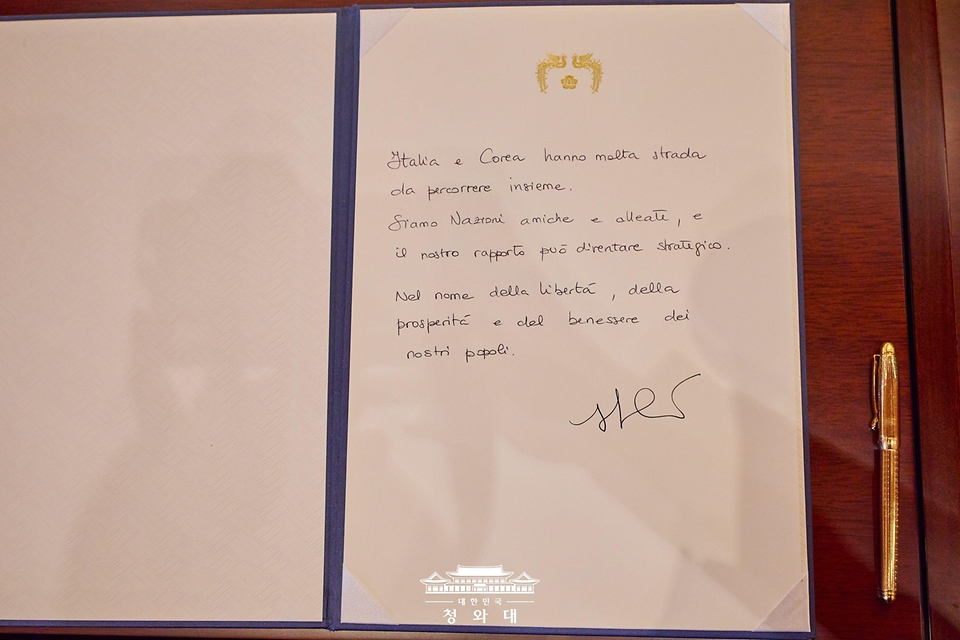 Italia e Corea hanno molta strada
da percorrere insieme.
Siamo Nazioni amiche e alleate, e
il nostro rapporto può diventare strategico.
Nel nome della libertà, della
prosperità e del benessere dei
nostri popoli.
대한민국
청와대